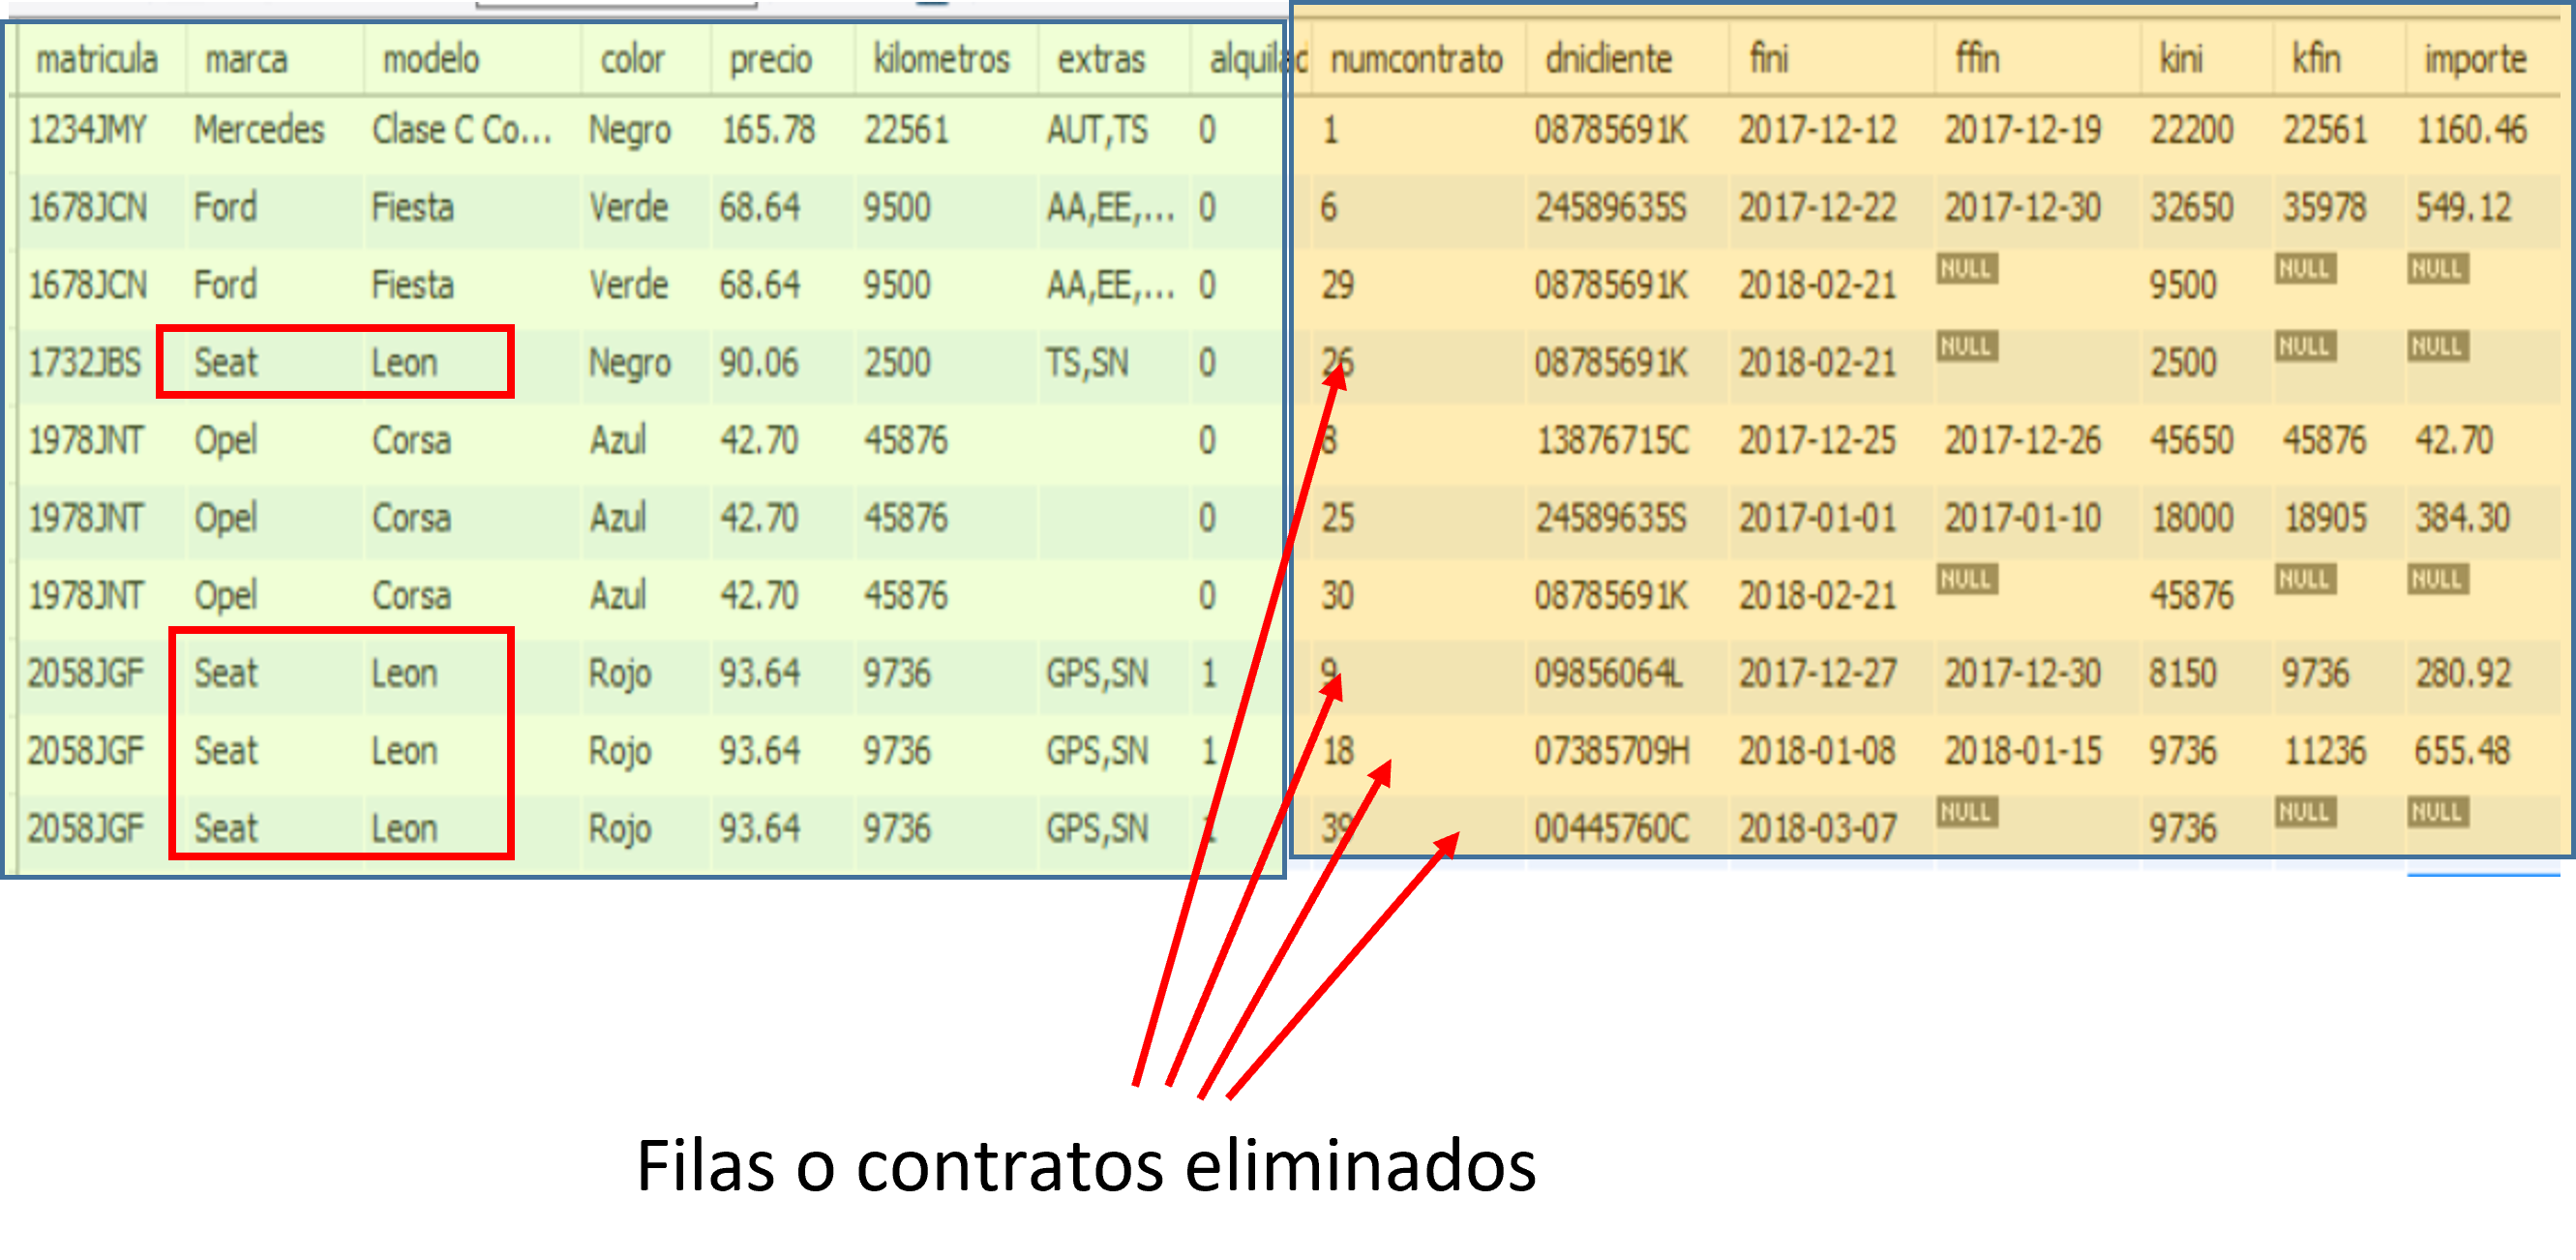 matricula marca modelo color precio kilometros extras alquilad numcontrato dnicliente fini ffin kini kfin importe
1234JMY Mercedes Clase C Co... Negro 165.78 22561 AUT,TS 0 1 08785691K 2017-12-12 2017-12-19 22200 22561 1160.46
1678JCN Ford Fiesta Verde 68.64 9500 AA,EE,... 0 6 24589635S 2017-12-22 2017-12-30 32650 35978 549.12
1678JCN Ford Fiesta Verde 68.64 9500 AA,EE,... 0 29 08785691K 2018-02-21 NULL 9500 NULL NULL
1732JBS Seat Leon Negro 90.06 2500 TS,SN 0 26 08785691K 2018-02-21 NULL 2500 NULL NULL
1978JNT Opel Corsa Azul 42.70 45876 0 8 13876715C 2017-12-25 2017-12-26 45650 45876 42.70
1978JNT Opel Corsa Azul 42.70 45876 0 25 24589635S 2017-01-01 2017-01-10 18000 18905 384.30
1978JNT Opel Corsa Azul 42.70 45876 0 30 08785691K 2018-02-21 NULL 45876 NULL NULL
2058JGF Seat Leon Rojo 93.64 9736 GPS,SN 1 9 09856064L 2017-12-27 2017-12-30 8150 9736 280.92
2058JGF Seat Leon Rojo 93.64 9736 GPS,SN 1 18 07385709H 2018-01-08 2018-01-15 9736 11236 655.48
2058JGF Seat Leon Rojo 93.64 9736 GPS,SN 1 39 00445760C 2018-03-07 NULL 9736 NULL NULL
Filas o contratos eliminados